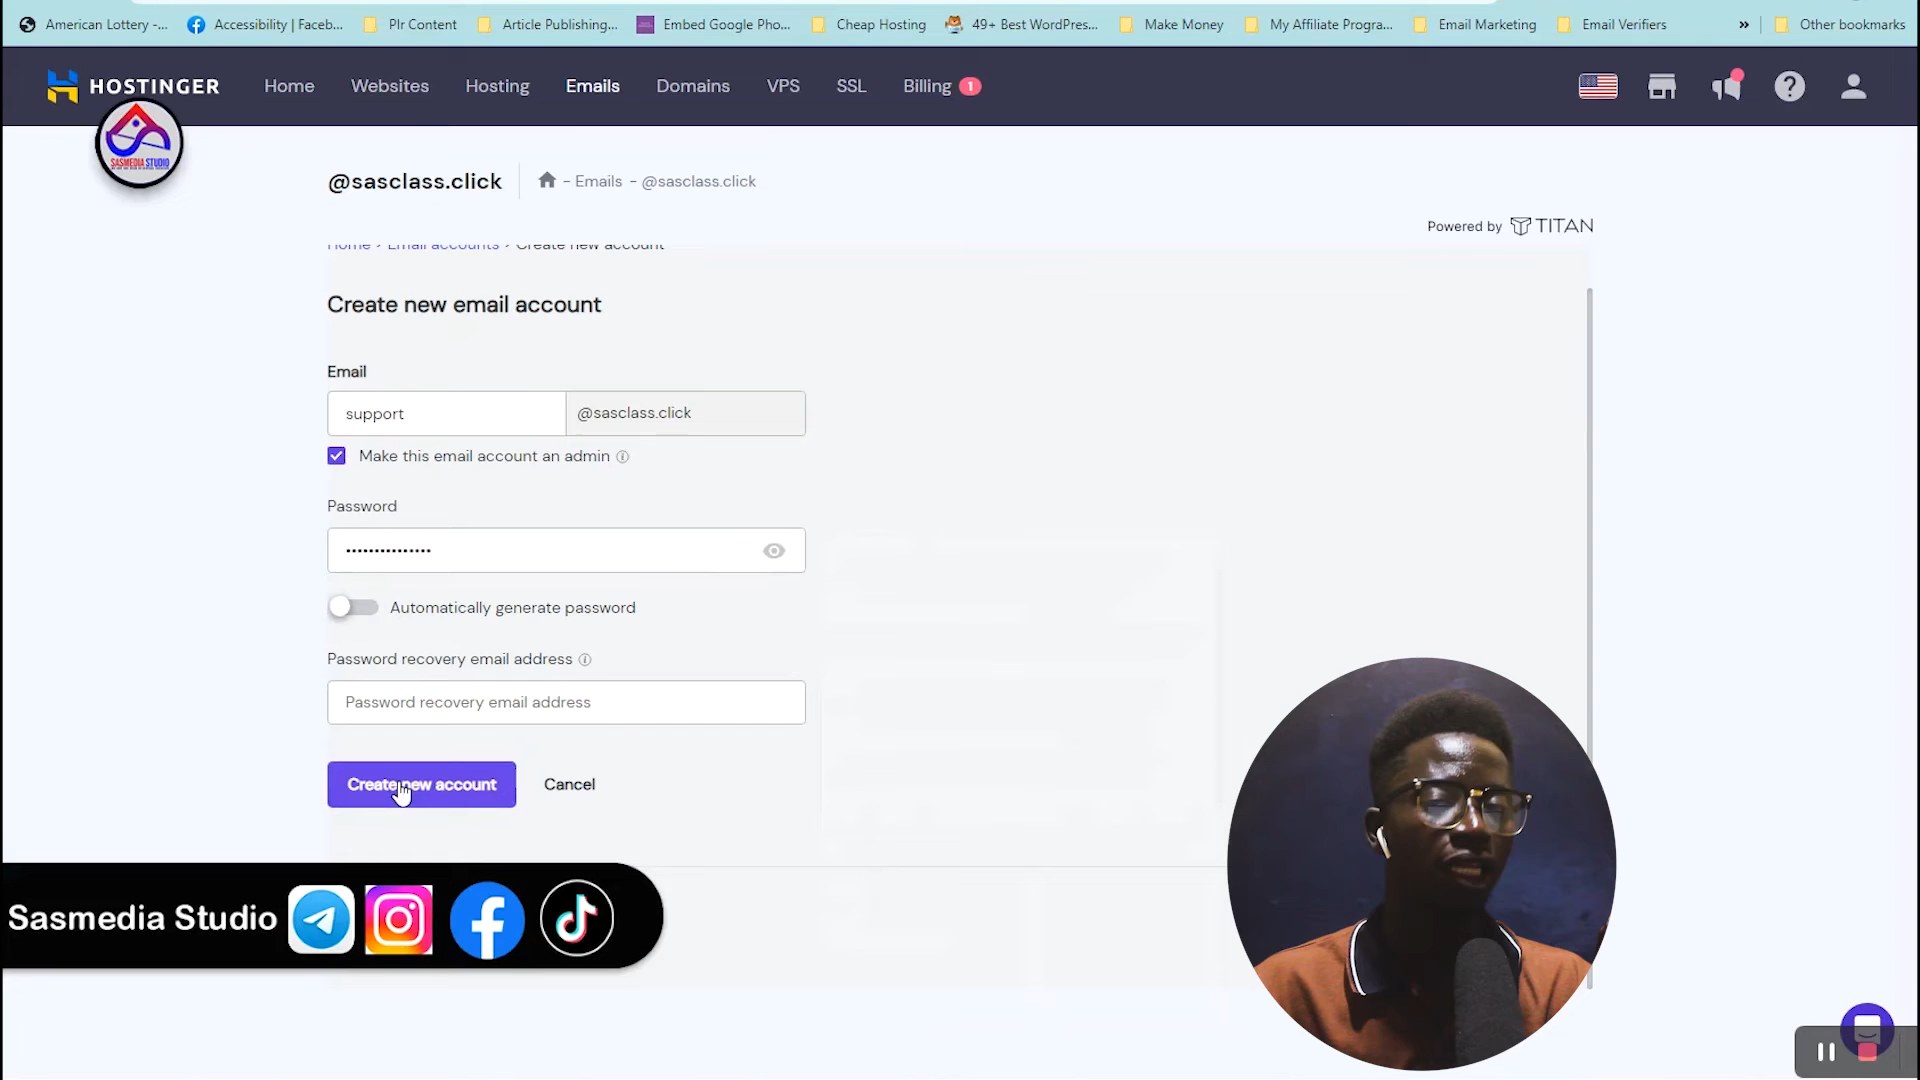 American Lottery -...
Accessibility | Faceb...
Plr Content
Article Publishing...
Embed Google Pho...
Cheap Hosting
49+ Best WordPres...
Make Money
My Affiliate Progra...
Email Marketing
Email Verifiers
»
Other bookmarks
HOSTINGER
Home
Websites
Hosting
Emails
Domains
VPS
SSL
Billing 1
SASMEDIA STUDIO
@sasclass.click
- Emails - @sasclass.click
Powered by TITAN
Home › Email accounts › Create new account
Create new email account
Email
support
@sasclass.click
Make this email account an admin
Password
Automatically generate password
Password recovery email address
Password recovery email address
Create new account
Cancel
Sasmedia Studio